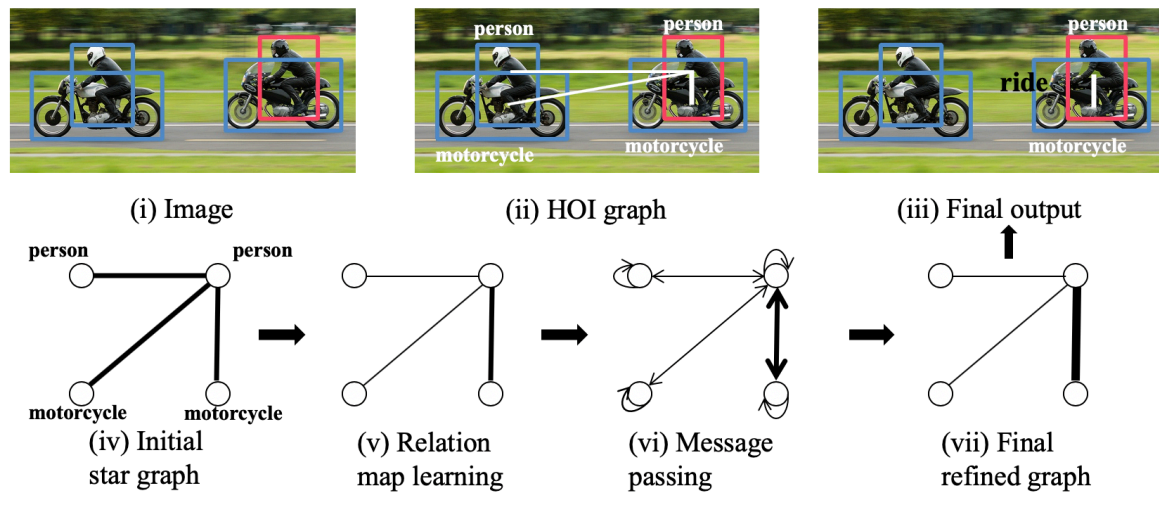 person
person
motorcycle
motorcycle
ride
person
motorcycle
(i) Image
(ii) HOI graph
(iii) Final output
person
person
motorcycle
motorcycle
(iv) Initial
star graph
(v) Relation
map learning
(vi) Message
passing
(vii) Final
refined graph